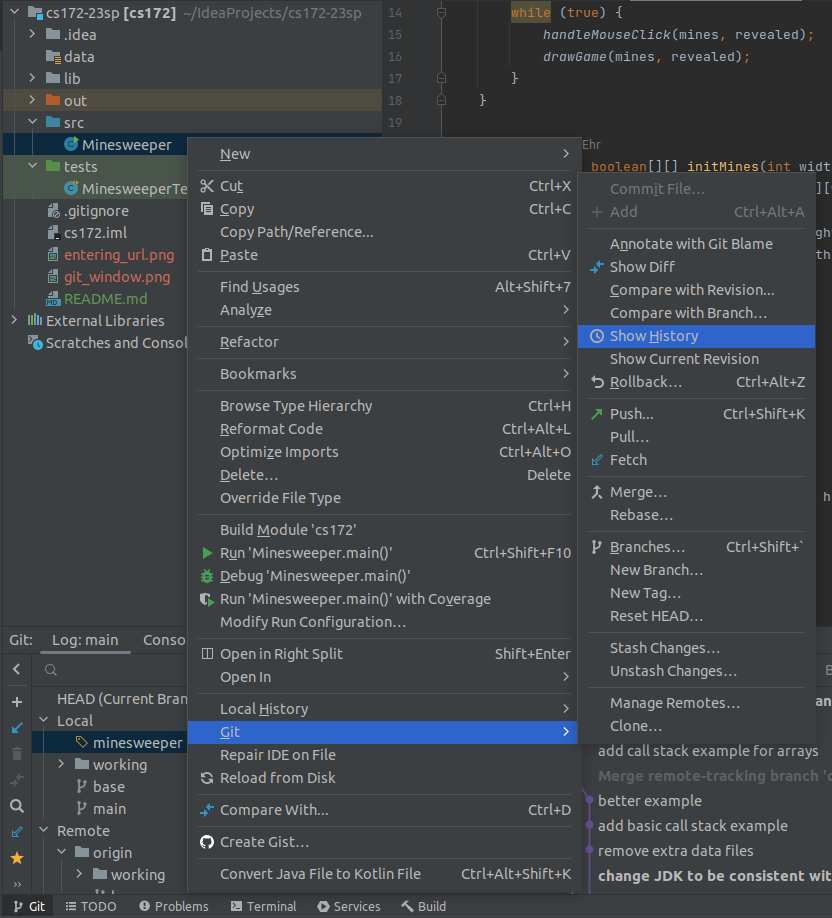 cs172-23sp [cs172] ~/IdeaProjects/cs172-23sp
.idea
data
lib
out
src
Minesweeper
tests
MinesweeperTe
.gitignore
cs172.iml
entering_url.png
git_window.png
README.md
External Libraries
Scratches and Consol
14 while (true) {
15 handleMouseClick(mines, revealed);
16 drawGame(mines, revealed);
17 }
18 }
19
Ehr
boolean[][] initMines(int widt
New
Cut Ctrl+X
Copy Ctrl+C
Copy Path/Reference...
Paste Ctrl+V
Find Usages Alt+Shift+7
Analyze
Refactor
Bookmarks
Browse Type Hierarchy Ctrl+H
Reformat Code Ctrl+Alt+L
Optimize Imports Ctrl+Alt+O
Delete... Delete
Override File Type
Build Module 'cs172'
Run 'Minesweeper.main()' Ctrl+Shift+F10
Debug 'Minesweeper.main()'
Run 'Minesweeper.main()' with Coverage
Modify Run Configuration...
Open in Right Split Shift+Enter
Open In
Local History
Git
Repair IDE on File
Reload from Disk
Compare With... Ctrl+D
Create Gist...
Convert Java File to Kotlin File Ctrl+Alt+Shift+K
Commit File...
Add Ctrl+Alt+A
Annotate with Git Blame
Show Diff
Compare with Revision...
Compare with Branch...
Show History
Show Current Revision
Rollback... Ctrl+Alt+Z
Push... Ctrl+Shift+K
Pull...
Fetch
Merge...
Rebase...
Branches... Ctrl+Shift+`
New Branch...
New Tag...
Reset HEAD...
Stash Changes...
Unstash Changes...
Manage Remotes...
Clone...
Git: Log: main Conso
HEAD (Current Bran
Local
minesweeper
working
base
main
Remote
origin
working
add call stack example for arrays
Merge remote-tracking branch 'o
better example
add basic call stack example
remove extra data files
change JDK to be consistent wit
Git TODO Problems Terminal Services Build